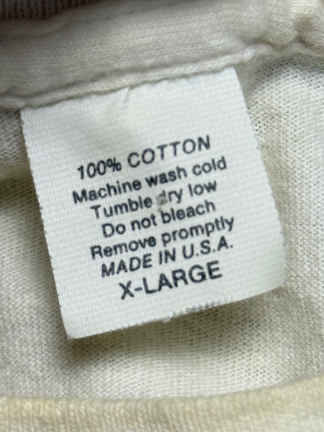 100% COTTON
Machine wash cold
Tumble dry low
Do not bleach
Remove promptly
MADE IN U.S.A.
X-LARGE